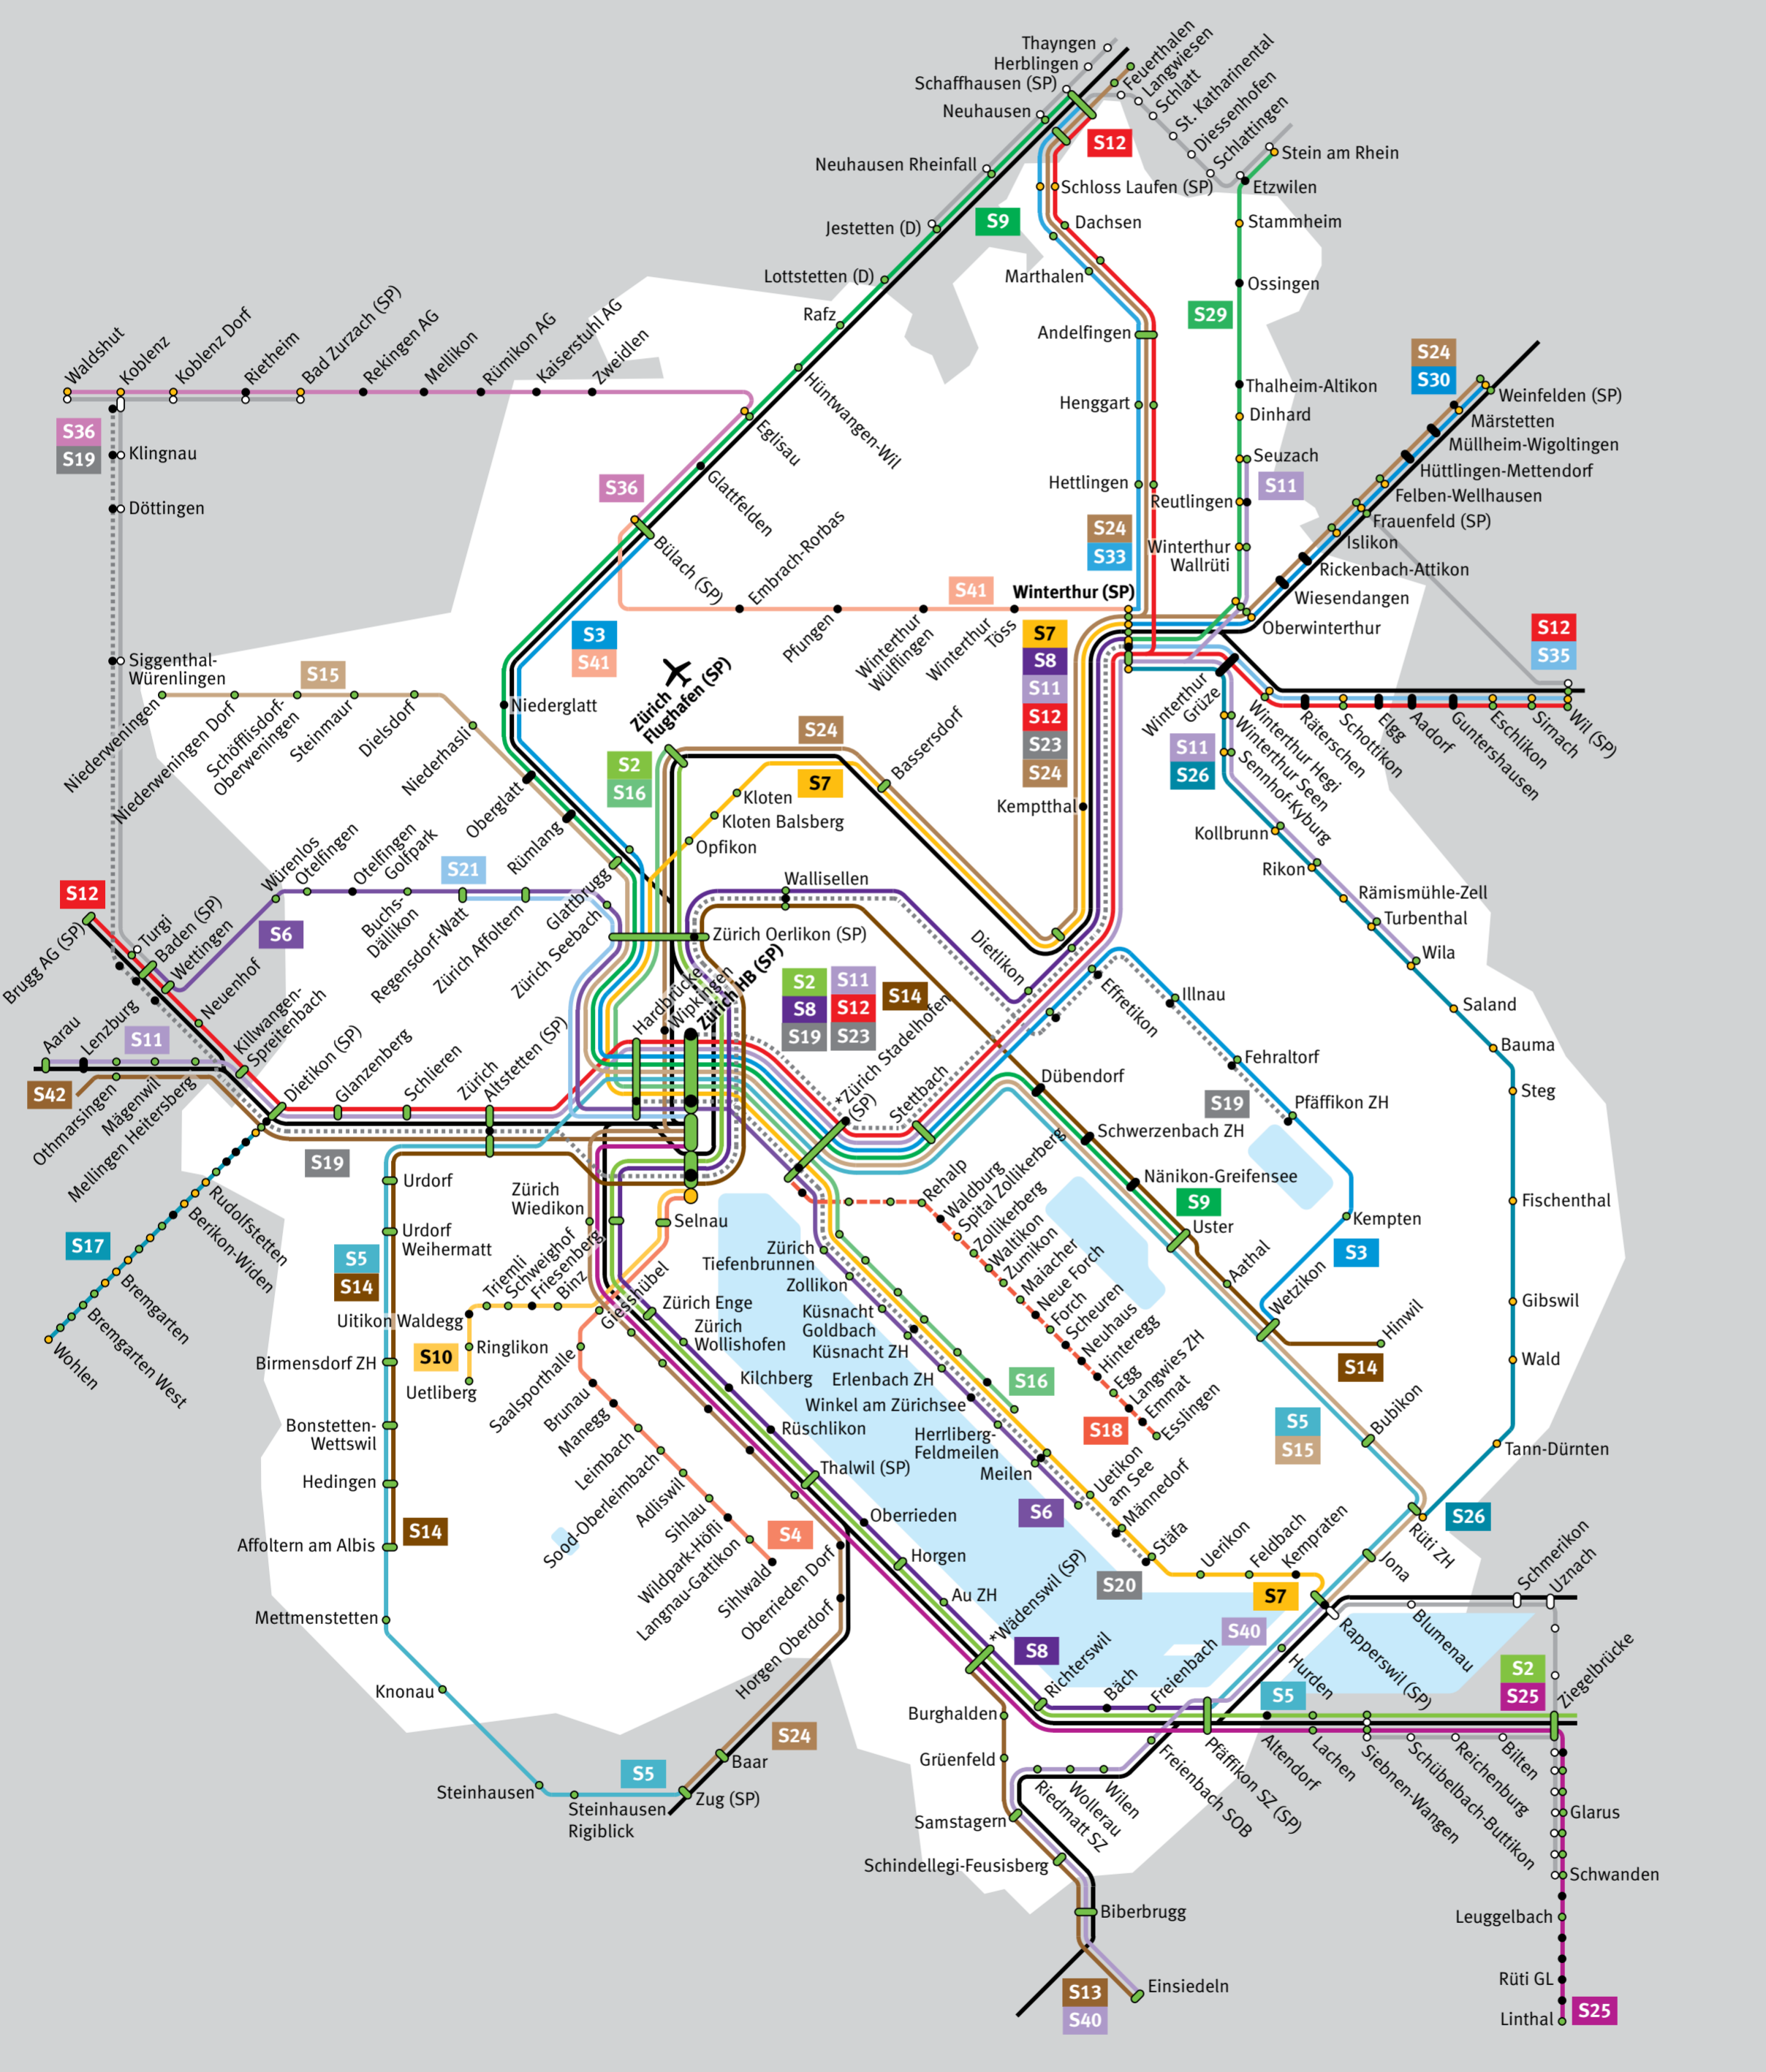 Thayngen
Herblingen
Schaffhausen (SP)
Neuhausen
Neuhausen Rheinfall
Jestetten (D)
Lottstetten (D)
Rafz
Hüntwangen-Wil
Eglisau
Glattfelden
Bülach (SP)
Feuerthalen
Langwiesen
Schlatt
St. Katharinental
Diessenhofen
Schlattingen
Stein am Rhein
Etzwilen
Stammheim
Ossingen
Thalheim-Altikon
Dinhard
Seuzach
Reutlingen
Winterthur
Wallrüti
S12
S9
S29
S11
Schloss Laufen (SP)
Dachsen
Marthalen
Andelfingen
Henggart
Hettlingen
S24
S33
S24
S30
Weinfelden (SP)
Märstetten
Müllheim-Wigoltingen
Hüttlingen-Mettendorf
Felben-Wellhausen
Frauenfeld (SP)
Islikon
Rickenbach-Attikon
Wiesendangen
Oberwinterthur
Waldshut
Koblenz
Koblenz Dorf
Rietheim
Bad Zurzach (SP)
Rekingen AG
Mellikon
Rümikon AG
Kaiserstuhl AG
Zweidlen
S36
S19
S36
Klingnau
Döttingen
Siggenthal-
Würenlingen
Embrach-Rorbas
Pfungen
Winterthur
Wülflingen
Winterthur
Töss
S41
Winterthur (SP)
S3
S41
S7
S8
S11
S12
S23
S24
S12
S35
Winterthur
Grüze
Winterthur Hegi
Räterschen
Schottikon
Elgg
Aadorf
Guntershausen
Eschlikon
Sirnach
Wil (SP)
S11
S26
Winterthur Seen
Sennhof-Kyburg
Kollbrunn
Rikon
Rämismühle-Zell
Turbenthal
Wila
Saland
Bauma
Steg
Fischenthal
Gibswil
Wald
Tann-Dürnten
S26
S15
Niederweningen
Niederweningen Dorf
Schöfflisdorf-
Oberweningen
Steinmaur
Dielsdorf
Niederhasli
Niederglatt
Oberglatt
Rümlang
Glattbrugg
Zürich
Flughafen (SP)
S2
S16
S24
S7
Bassersdorf
Kemptthal
Kloten
Kloten Balsberg
Opfikon
Wallisellen
Zürich Oerlikon (SP)
Dietlikon
S12
S21
S6
Würenlos
Otelfingen
Otelfingen
Golfpark
Buchs-
Dällikon
Regensdorf-Watt
Zürich Affoltern
Zürich Seebach
Brugg AG (SP)
Turgi
Baden (SP)
Wettingen
Neuenhof
Killwangen-
Spreitenbach
Aarau
Lenzburg
S11
S42
Othmarsingen
Mägenwil
Mellingen Heitersberg
Dietikon (SP)
Glanzenberg
Schlieren
Zürich
Altstetten (SP)
S19
Hardbrücke
Wipkingen
Zürich HB (SP)
S2
S8
S19
S11
S12
S23
S14
*Zürich Stadelhofen
(SP)
Stettbach
Effretikon
Illnau
Fehraltorf
Pfäffikon ZH
S19
Kempten
S3
Wetzikon
Dübendorf
Schwerzenbach ZH
Nänikon-Greifensee
S9
Uster
Aathal
Hinwil
S14
S5
S15
Bubikon
Rüti ZH
Jona
S17
Rudolfstetten
Berikon-Widen
Bremgarten
Bremgarten West
Wohlen
Urdorf
Urdorf
Weihermatt
S5
S14
Birmensdorf ZH
Bonstetten-
Wettswil
Hedingen
S14
Affoltern am Albis
Mettmenstetten
Knonau
Steinhausen
S5
Steinhausen
Rigiblick
Zug (SP)
Baar
S24
Zürich
Wiedikon
Selnau
Triemli
Schweighof
Friesenberg
Binz
Giesshübel
Uitikon Waldegg
Ringlikon
S10
Uetliberg
Saalsporthalle
Brunau
Manegg
Leimbach
Sood-Oberleimbach
Adliswil
Sihlau
Wildpark-Höfli
Langnau-Gattikon
Sihlwald
S4
Zürich Enge
Zürich
Wollishofen
Kilchberg
Rüschlikon
Thalwil (SP)
Oberrieden
Horgen
Au ZH
*Wädenswil (SP)
S8
Richterswil
Bäch
Freienbach
Oberrieden Dorf
Horgen Oberdorf
Zürich
Tiefenbrunnen
Zollikon
Küsnacht
Goldbach
Küsnacht ZH
Erlenbach ZH
Winkel am Zürichsee
Herrliberg-
Feldmeilen
Meilen
S6
S16
Uetikon
am See
Männedorf
Stäfa
S20
Uerikon
Feldbach
Kempraten
S7
Rehalp
Waldburg
Spital Zollikerberg
Zollikerberg
Waltikon
Zumikon
Maiacher
Neue Forch
Forch
Scheuren
Neuhaus
Hinteregg
Egg
Langwies ZH
Emmat
Esslingen
S18
S40
Hurden
Rapperswil (SP)
Blumenau
Schmerikon
Uznach
S2
S25
Ziegelbrücke
S5
Pfäffikon SZ (SP)
Altendorf
Lachen
Siebnen-Wangen
Schübelbach-Buttikon
Reichenburg
Bilten
Burghalden
Grüenfeld
Samstagern
Schindellegi-Feusisberg
Riedmatt SZ
Wollerau
Wilen
Freienbach SOB
Biberbrugg
Einsiedeln
S13
S40
Glarus
Schwanden
Leuggelbach
Rüti GL
Linthal
S25